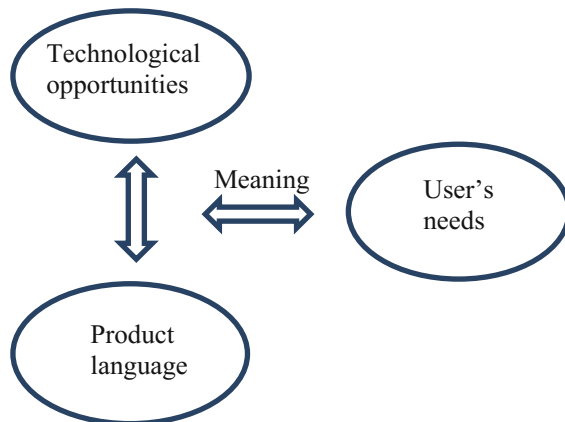 Technological
opportunities
Meaning
User’s
needs
Product
language